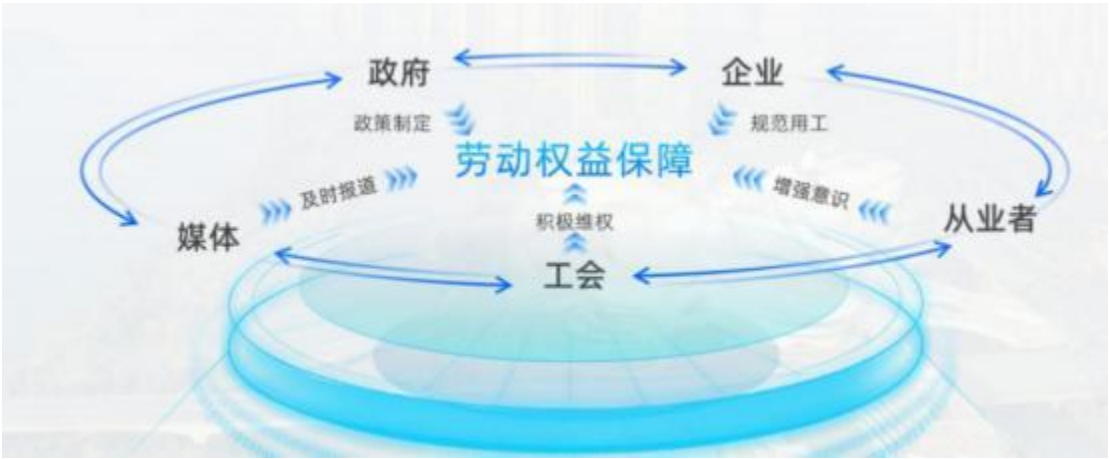 政府
企业
政策制定
规范用工
劳动权益保障
及时报道
增强意识
积极维权
媒体
从业者
工会